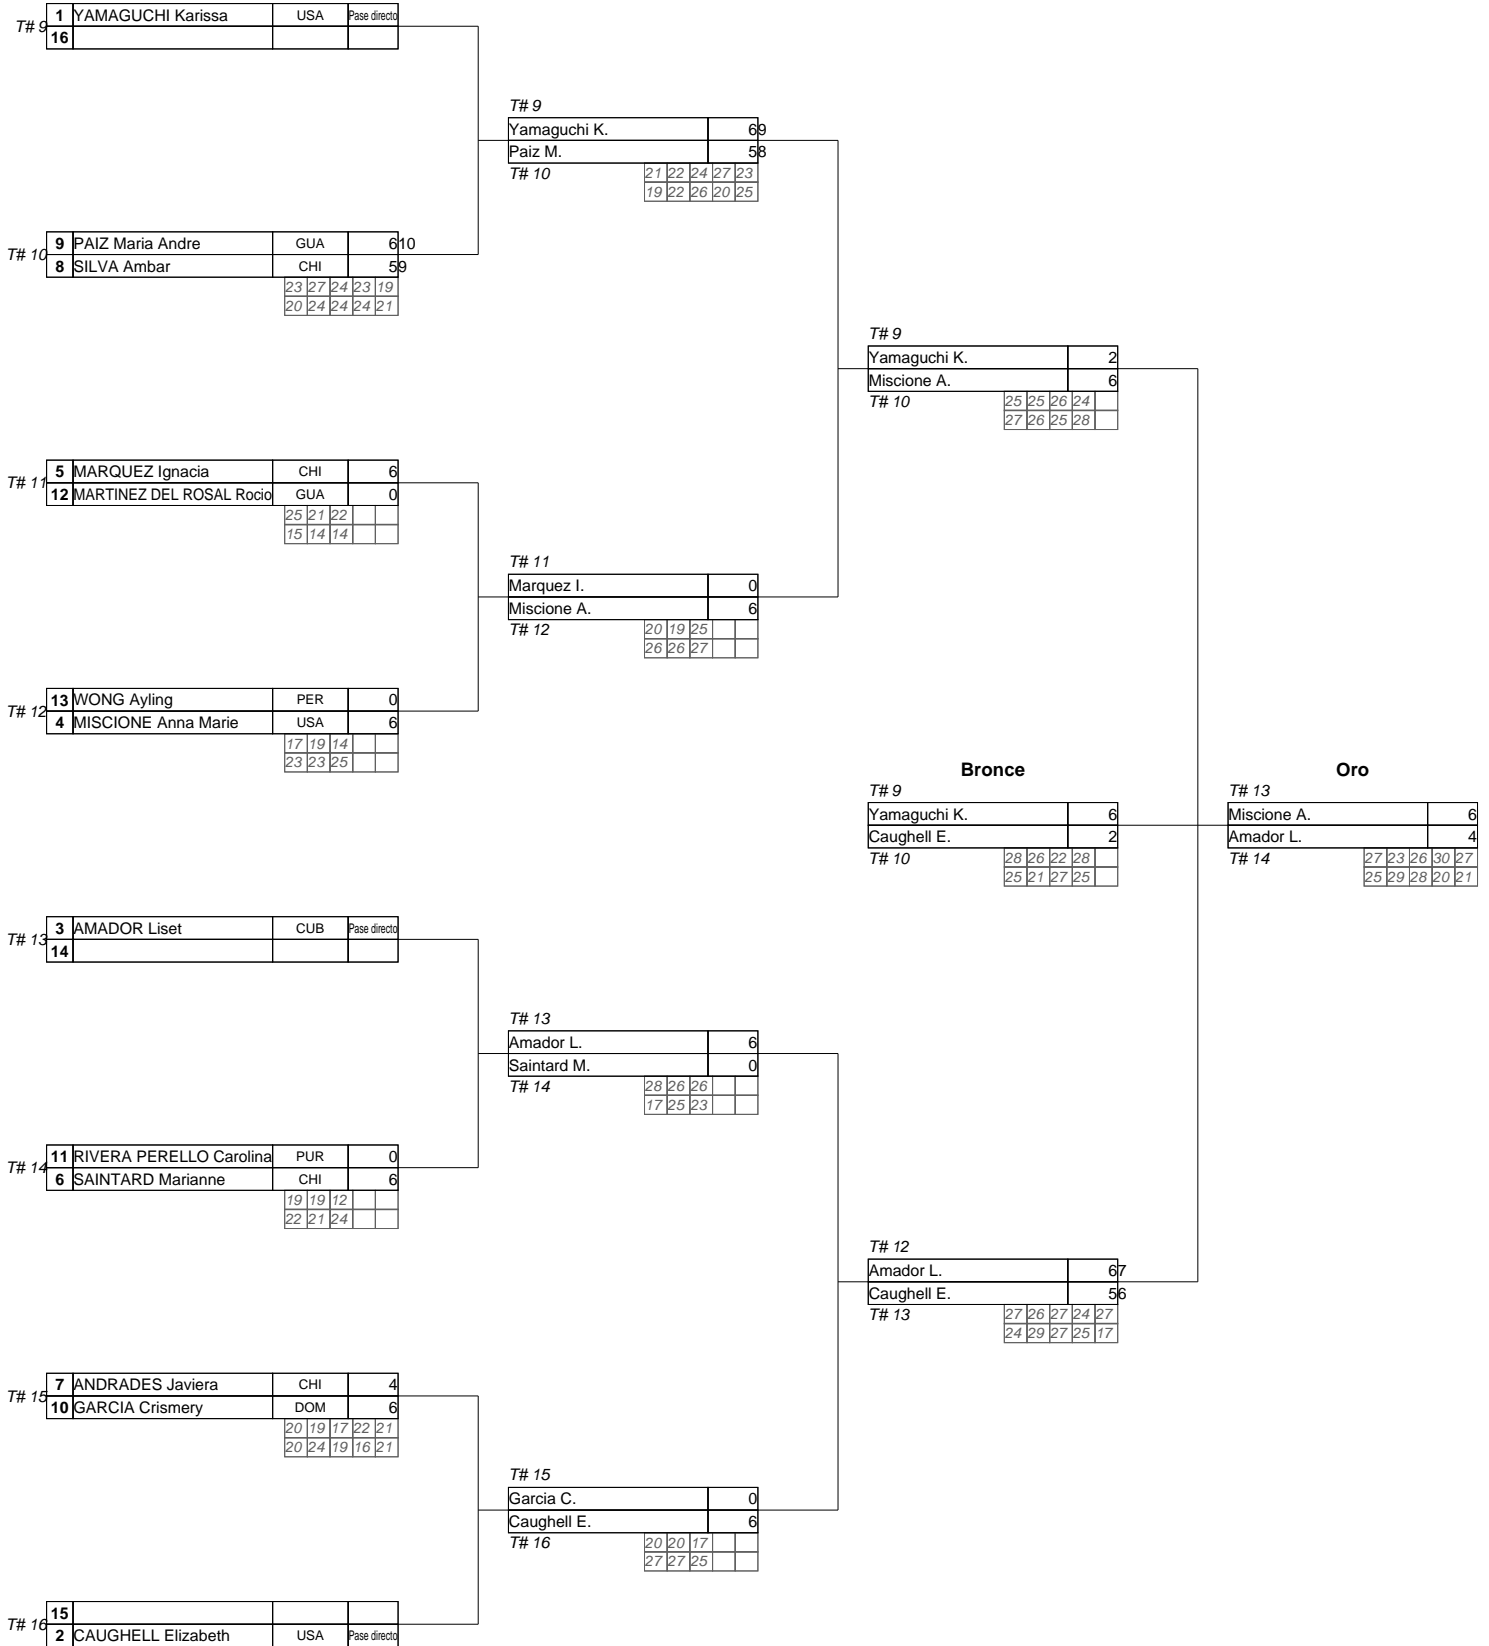 T# 9
1 YAMAGUCHI Karissa USA Pase directo
16
T# 9
Yamaguchi K. 69
Paiz M. 58
T# 10
21 22 24 27 23
19 22 26 20 25
T# 10
9 PAIZ Maria Andre GUA 610
8 SILVA Ambar CHI 59
23 27 24 23 19
20 24 24 24 21
T# 9
Yamaguchi K. 2
Miscione A. 6
T# 10
25 25 26 24
27 26 25 28
T# 11
5 MARQUEZ Ignacia CHI 6
12 MARTINEZ DEL ROSAL Rocio GUA 0
25 21 22
15 14 14
T# 11
Marquez I. 0
Miscione A. 6
T# 12
20 19 25
26 26 27
T# 12
13 WONG Ayling PER 0
4 MISCIONE Anna Marie USA 6
17 19 14
23 23 25
Bronce
T# 9
Yamaguchi K. 6
Caughell E. 2
T# 10
28 26 22 28
25 21 27 25
Oro
T# 13
Miscione A. 6
Amador L. 4
T# 14
27 23 26 30 27
25 29 28 20 21
T# 13
3 AMADOR Liset CUB Pase directo
14
T# 13
Amador L. 6
Saintard M. 0
T# 14
28 26 26
17 25 23
T# 14
11 RIVERA PERELLO Carolina PUR 0
6 SAINTARD Marianne CHI 6
19 19 12
22 21 24
T# 12
Amador L. 67
Caughell E. 56
T# 13
27 26 27 24 27
24 29 27 25 17
T# 15
7 ANDRADES Javiera CHI 4
10 GARCIA Crismery DOM 6
20 19 17 22 21
20 24 19 16 21
T# 15
Garcia C. 0
Caughell E. 6
T# 16
20 20 17
27 27 25
T# 16
15
2 CAUGHELL Elizabeth USA Pase directo